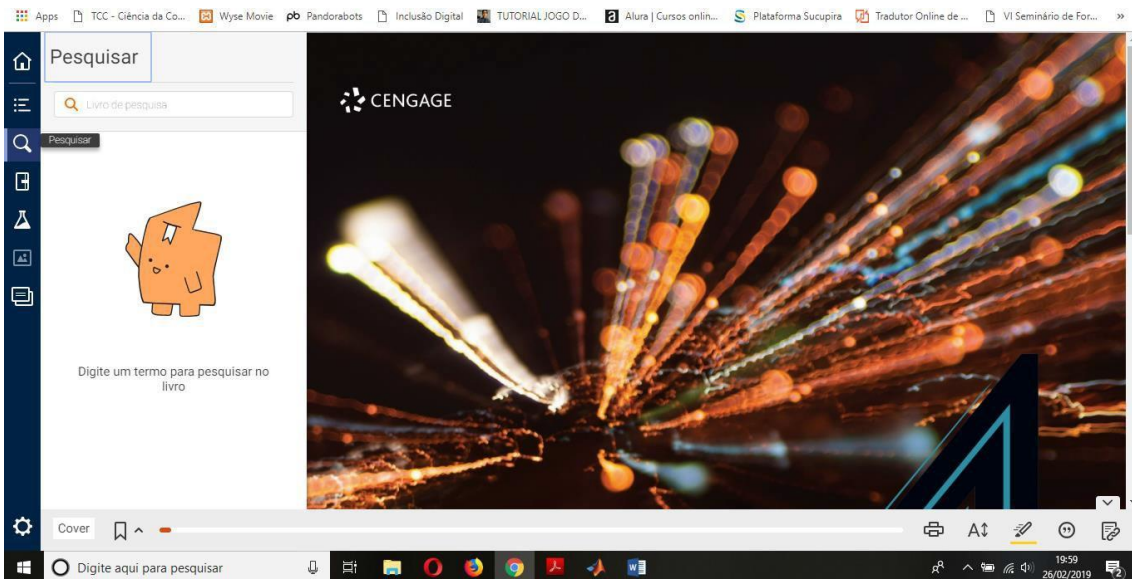 Apps TCC - Ciência da Co... Wyse Movie pb Pandorabots Inclusão Digital TUTORIAL JOGO D... a Alura | Cursos onlin... Plataforma Sucupira Tradutor Online de ... VI Seminário de For... »
Pesquisar
Livro de pesquisa
CENGAGE
Pesquisar
Digite um termo para pesquisar no
livro
Cover
Digite aqui para pesquisar
19:59
26/02/2019
2